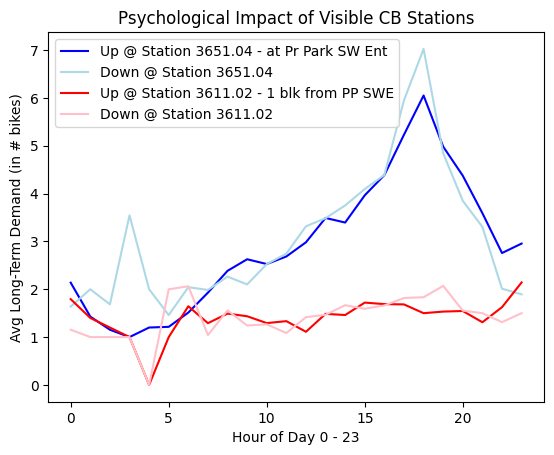 Psychological Impact of Visible CB Stations
Up @ Station 3651.04 - at Pr Park SW Ent
Down @ Station 3651.04
Up @ Station 3611.02 - 1 blk from PP SWE
Down @ Station 3611.02
Avg Long-Term Demand (in # bikes)
7
6
5
4
3
2
1
0
0 5 10 15 20
Hour of Day 0 - 23